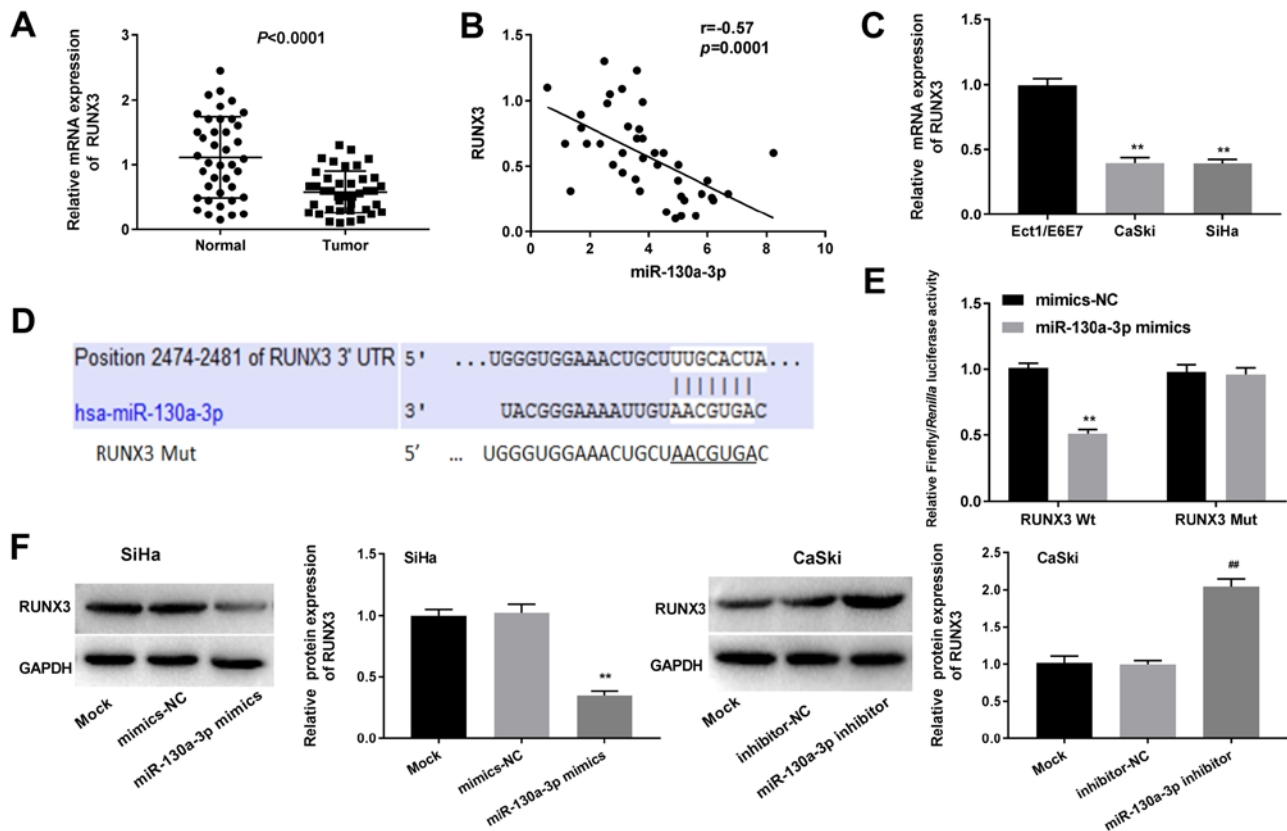 A
Relative mRNA expression
of RUNX3
3
2
1
0
P<0.0001
Normal
Tumor
B
RUNX3
1.5
1.0
0.5
0.0
r=-0.57
p=0.0001
0
2
4
6
8
10
miR-130a-3p
C
Relative mRNA expression
of RUNX3
1.5
1.0
0.5
0.0
**
**
Ect1/E6E7
CaSki
SiHa
D
Position 2474-2481 of RUNX3 3' UTR 5' ...UGGGUGGAAACUGCUUUGCACUA...
hsa-miR-130a-3p 3' UACGGGAAAAUUGUAACGUGAC
RUNX3 Mut 5′ ... UGGGUGGAAACUGCUAACGUGAC
E
Relative Firefly/Renilla luciferase activity
1.5
1.0
0.5
0.0
mimics-NC
miR-130a-3p mimics
**
RUNX3 Wt
RUNX3 Mut
F
SiHa
RUNX3
GAPDH
Mock
mimics-NC
miR-130a-3p mimics
Relative protein expression
of RUNX3
1.5
1.0
0.5
0.0
SiHa
**
Mock
mimics-NC
miR-130a-3p mimics
CaSki
RUNX3
GAPDH
Mock
inhibitor-NC
miR-130a-3p inhibitor
Relative protein expression
of RUNX3
2.5
2.0
1.5
1.0
0.5
0.0
CaSki
##
Mock
inhibitor-NC
miR-130a-3p inhibitor